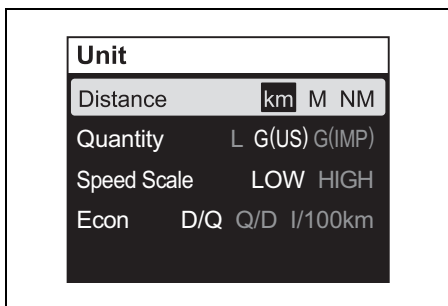 Unit
Distance km M NM
Quantity L G(US) G(IMP)
Speed Scale LOW HIGH
Econ D/Q Q/D l/100km